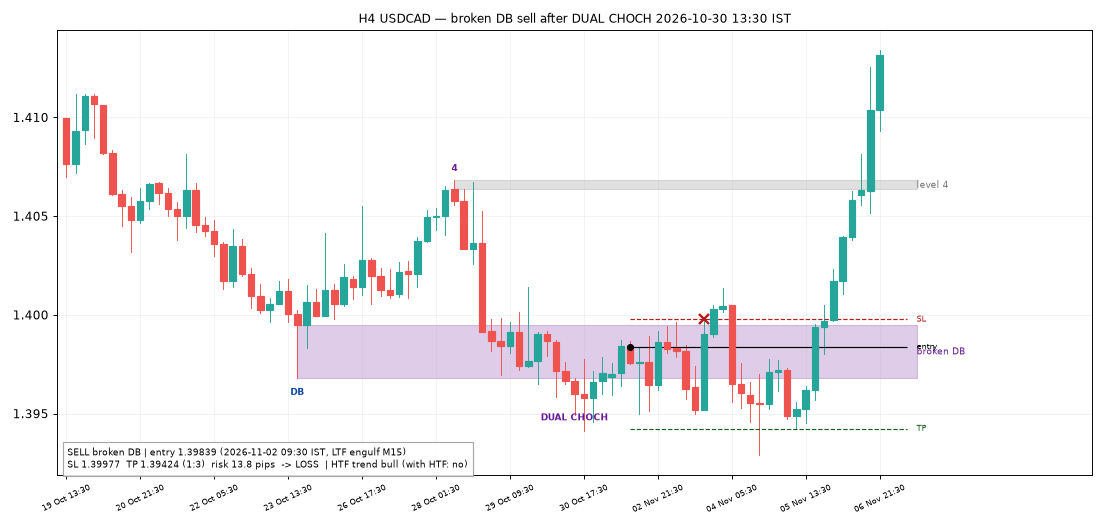 H4 USDCAD — broken DB sell after DUAL CHOCH 2026-10-30 13:30 IST
1.410
1.405
1.400
1.395
4
level 4
SL
entry
broken DB
DB
DUAL CHOCH
TP
SELL broken DB | entry 1.39839 (2026-11-02 09:30 IST, LTF engulf M15)
SL 1.39977  TP 1.39424 (1:3)  risk 13.8 pips  -> LOSS  | HTF trend bull (with HTF: no)
19 Oct 13:30
20 Oct 21:30
22 Oct 05:30
23 Oct 13:30
26 Oct 17:30
28 Oct 01:30
29 Oct 09:30
30 Oct 17:30
02 Nov 21:30
04 Nov 05:30
05 Nov 13:30
06 Nov 21:30